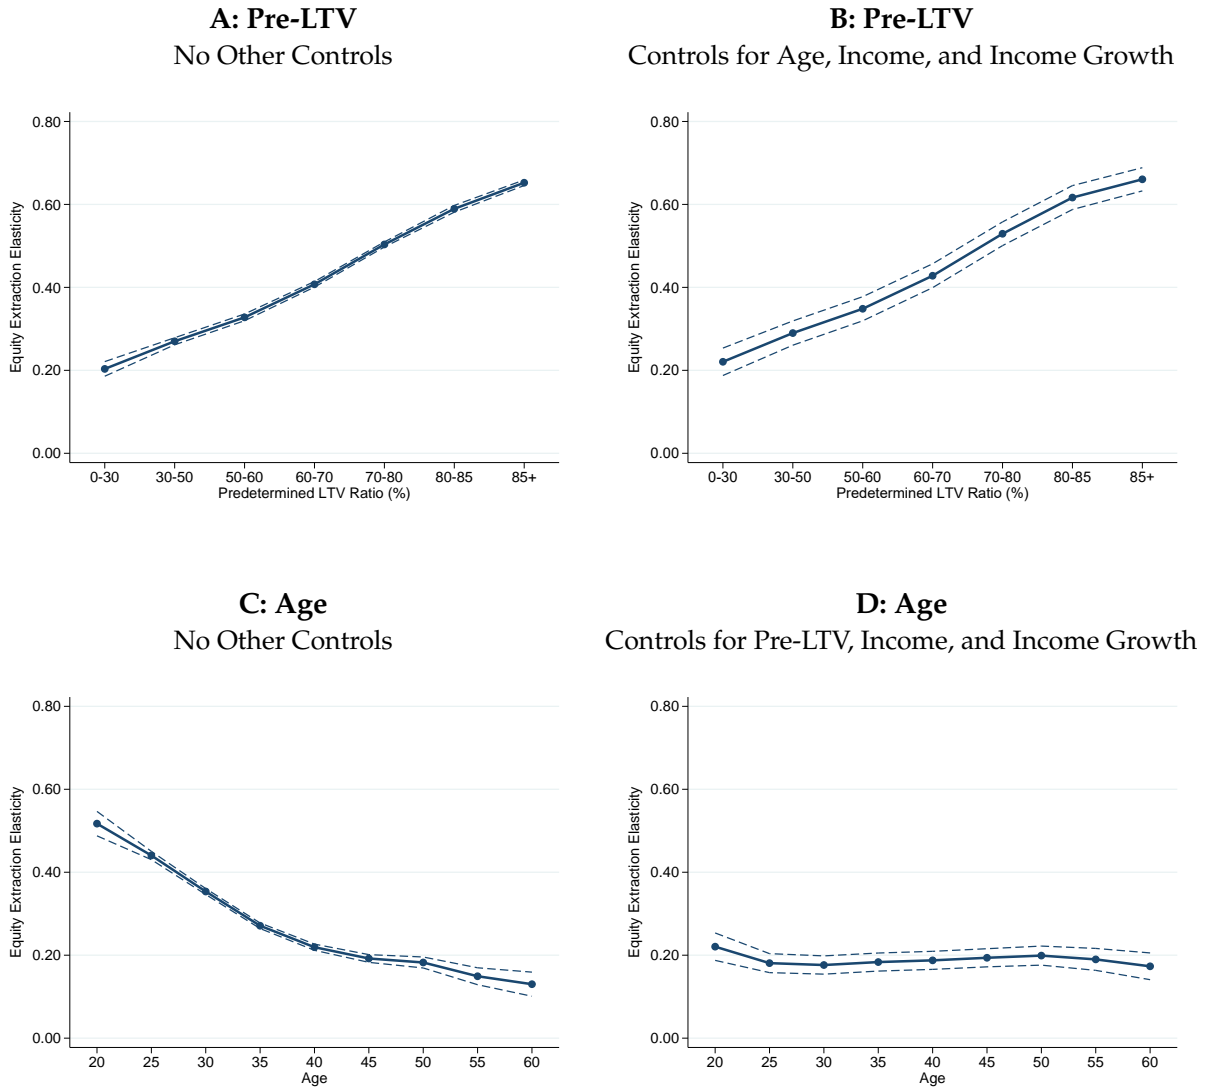 A: Pre-LTV
No Other Controls
0.80
0.60
0.40
0.20
0.00
Equity Extraction Elasticity
0-30 30-50 50-60 60-70 70-80 80-85 85+
Predetermined LTV Ratio (%)
B: Pre-LTV
Controls for Age, Income, and Income Growth
0.80
0.60
0.40
0.20
0.00
Equity Extraction Elasticity
0-30 30-50 50-60 60-70 70-80 80-85 85+
Predetermined LTV Ratio (%)
C: Age
No Other Controls
0.80
0.60
0.40
0.20
0.00
Equity Extraction Elasticity
20 25 30 35 40 45 50 55 60
Age
D: Age
Controls for Pre-LTV, Income, and Income Growth
0.80
0.60
0.40
0.20
0.00
Equity Extraction Elasticity
20 25 30 35 40 45 50 55 60
Age